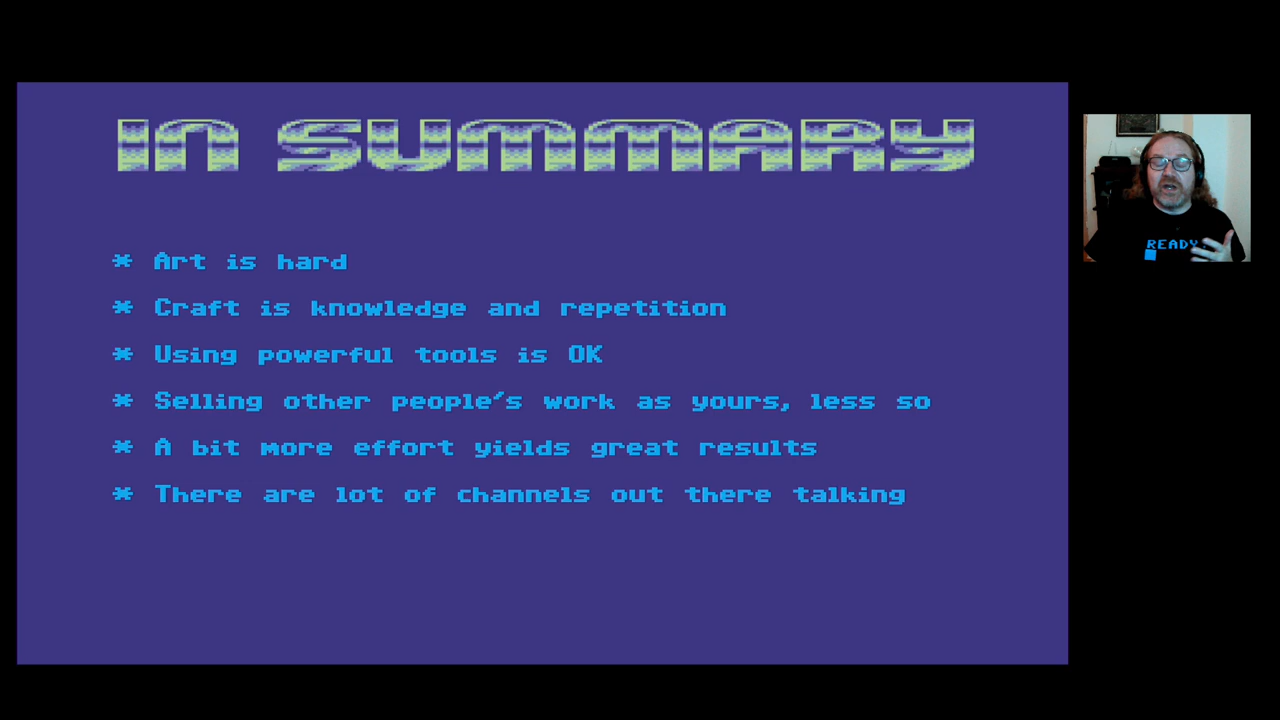 IN SUMMARY
* Art is hard
* Craft is knowledge and repetition
* Using powerful tools is OK
* Selling other people's work as yours, less so
* A bit more effort yields great results
* There are lot of channels out there talking
READY